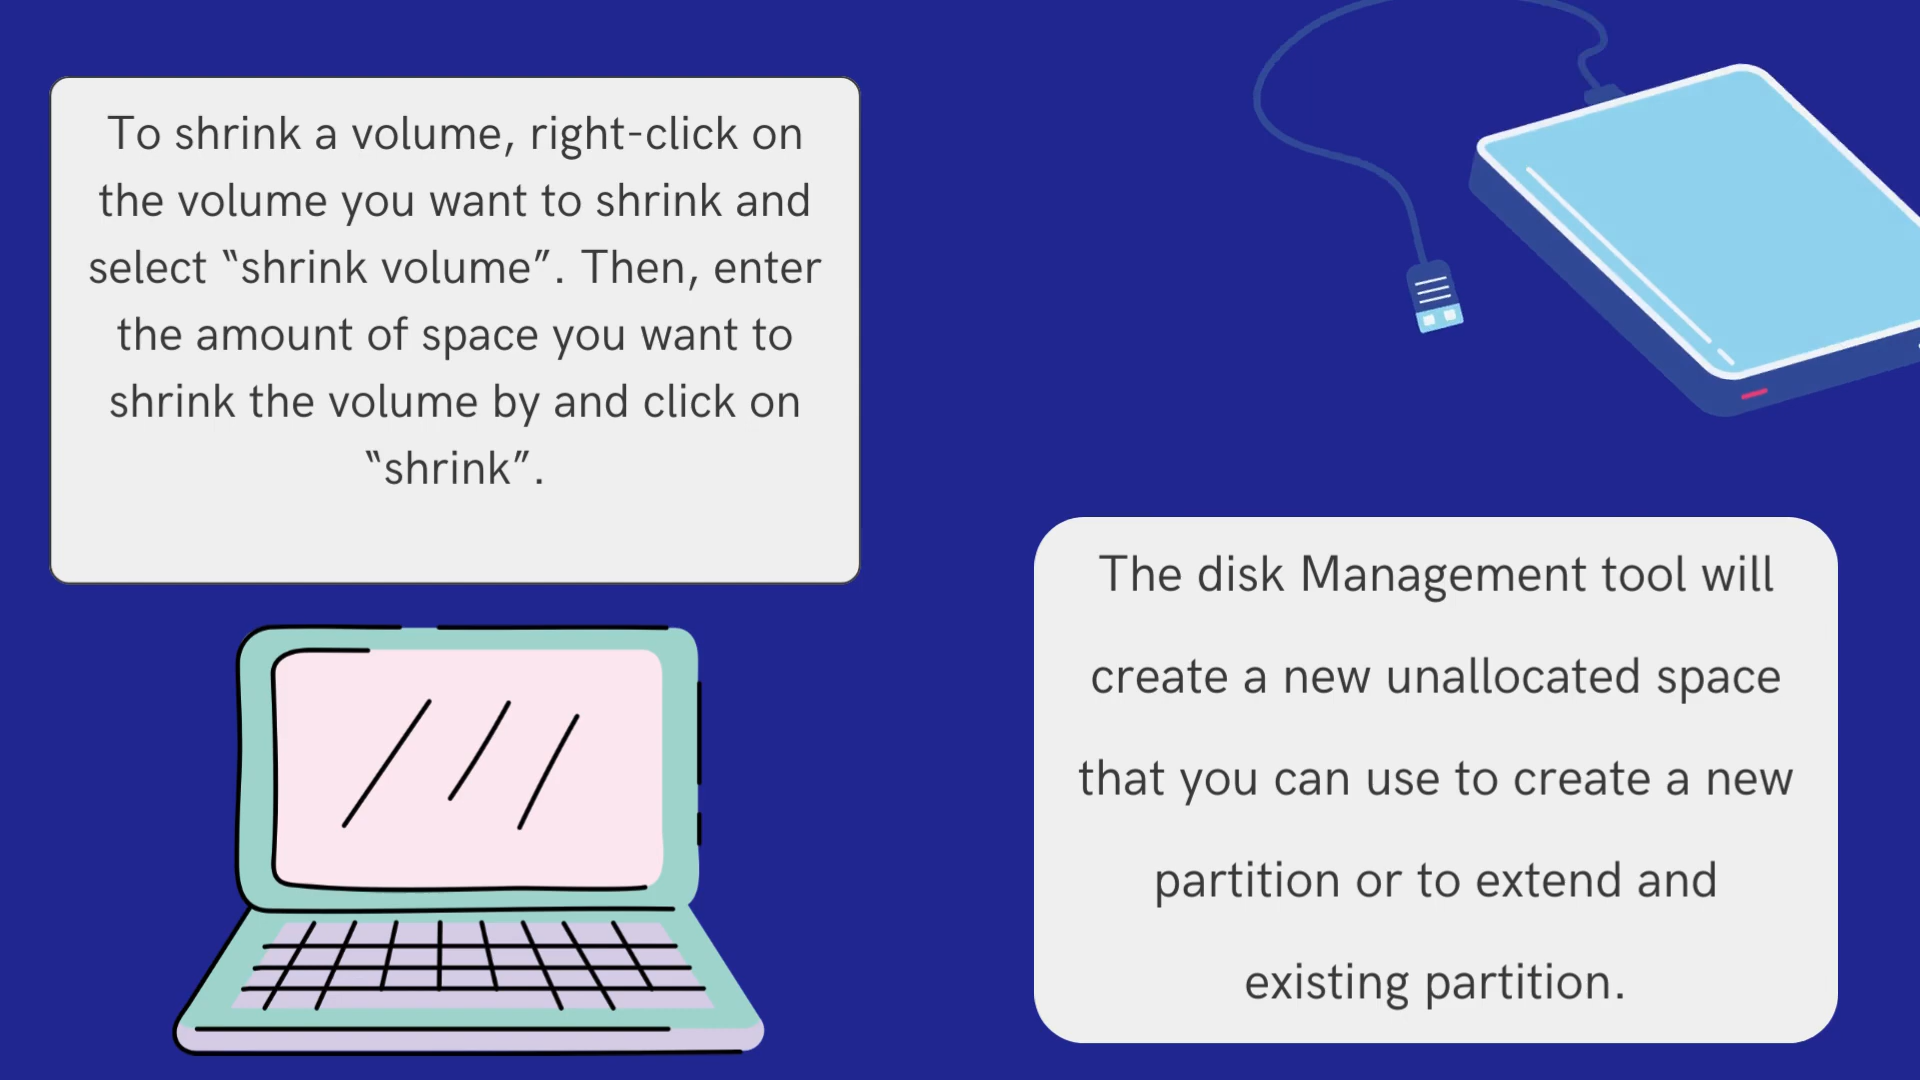 To shrink a volume, right-click on
the volume you want to shrink and
select “shrink volume”. Then, enter
the amount of space you want to
shrink the volume by and click on
“shrink”.
The disk Management tool will
create a new unallocated space
that you can use to create a new
partition or to extend and
existing partition.